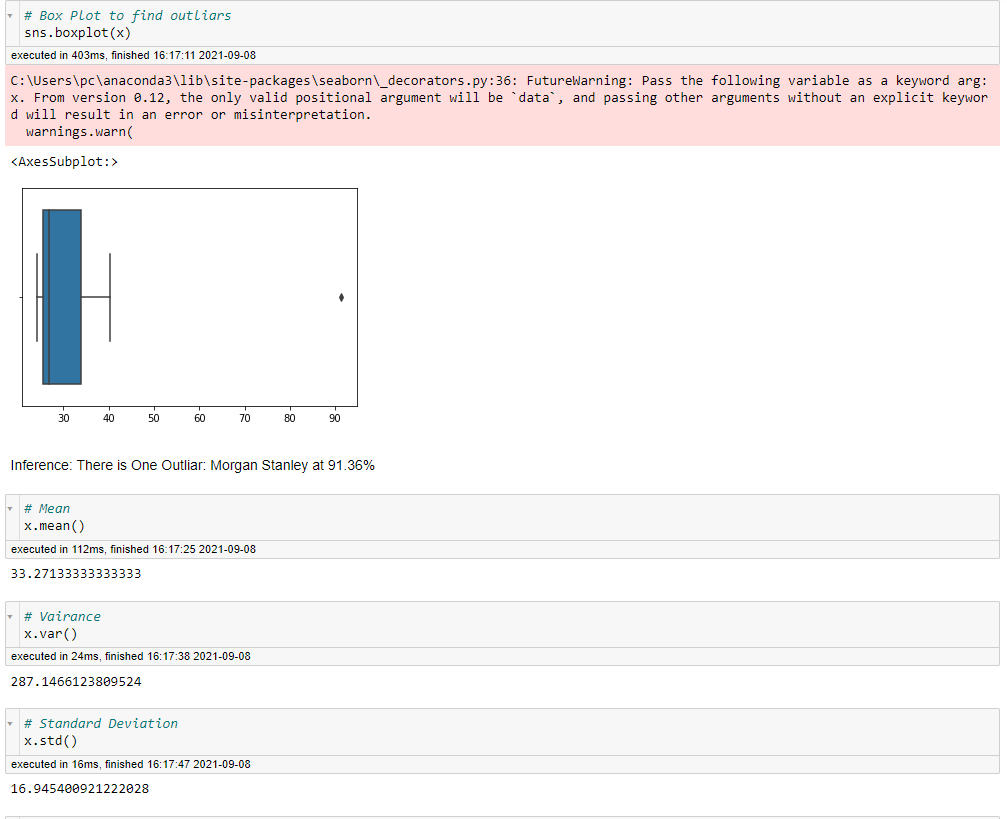 # Box Plot to find outliars
sns.boxplot(x)
executed in 403ms, finished 16:17:11 2021-09-08
C:\Users\pc\anaconda3\lib\site-packages\seaborn\_decorators.py:36: FutureWarning: Pass the following variable as a keyword arg:
x. From version 0.12, the only valid positional argument will be `data`, and passing other arguments without an explicit keywor
d will result in an error or misinterpretation.
  warnings.warn(
<AxesSubplot:>
30 40 50 60 70 80 90
Inference: There is One Outliar: Morgan Stanley at 91.36%
# Mean
x.mean()
executed in 112ms, finished 16:17:25 2021-09-08
33.27133333333333
# Vairance
x.var()
executed in 24ms, finished 16:17:38 2021-09-08
287.1466123809524
# Standard Deviation
x.std()
executed in 16ms, finished 16:17:47 2021-09-08
16.945400921222028